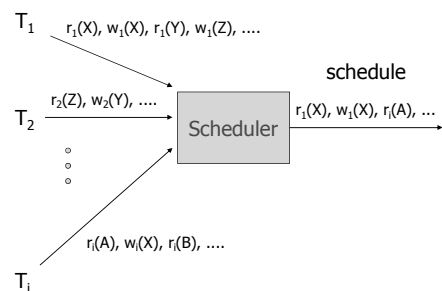 T₁
r₁(X), w₁(X), r₁(Y), w₁(Z), ....
schedule
r₂(Z), w₂(Y), ....
r₁(X), w₁(X), rᵢ(A), ...
T₂
Scheduler
rᵢ(A), wᵢ(X), rᵢ(B), ....
Tᵢ